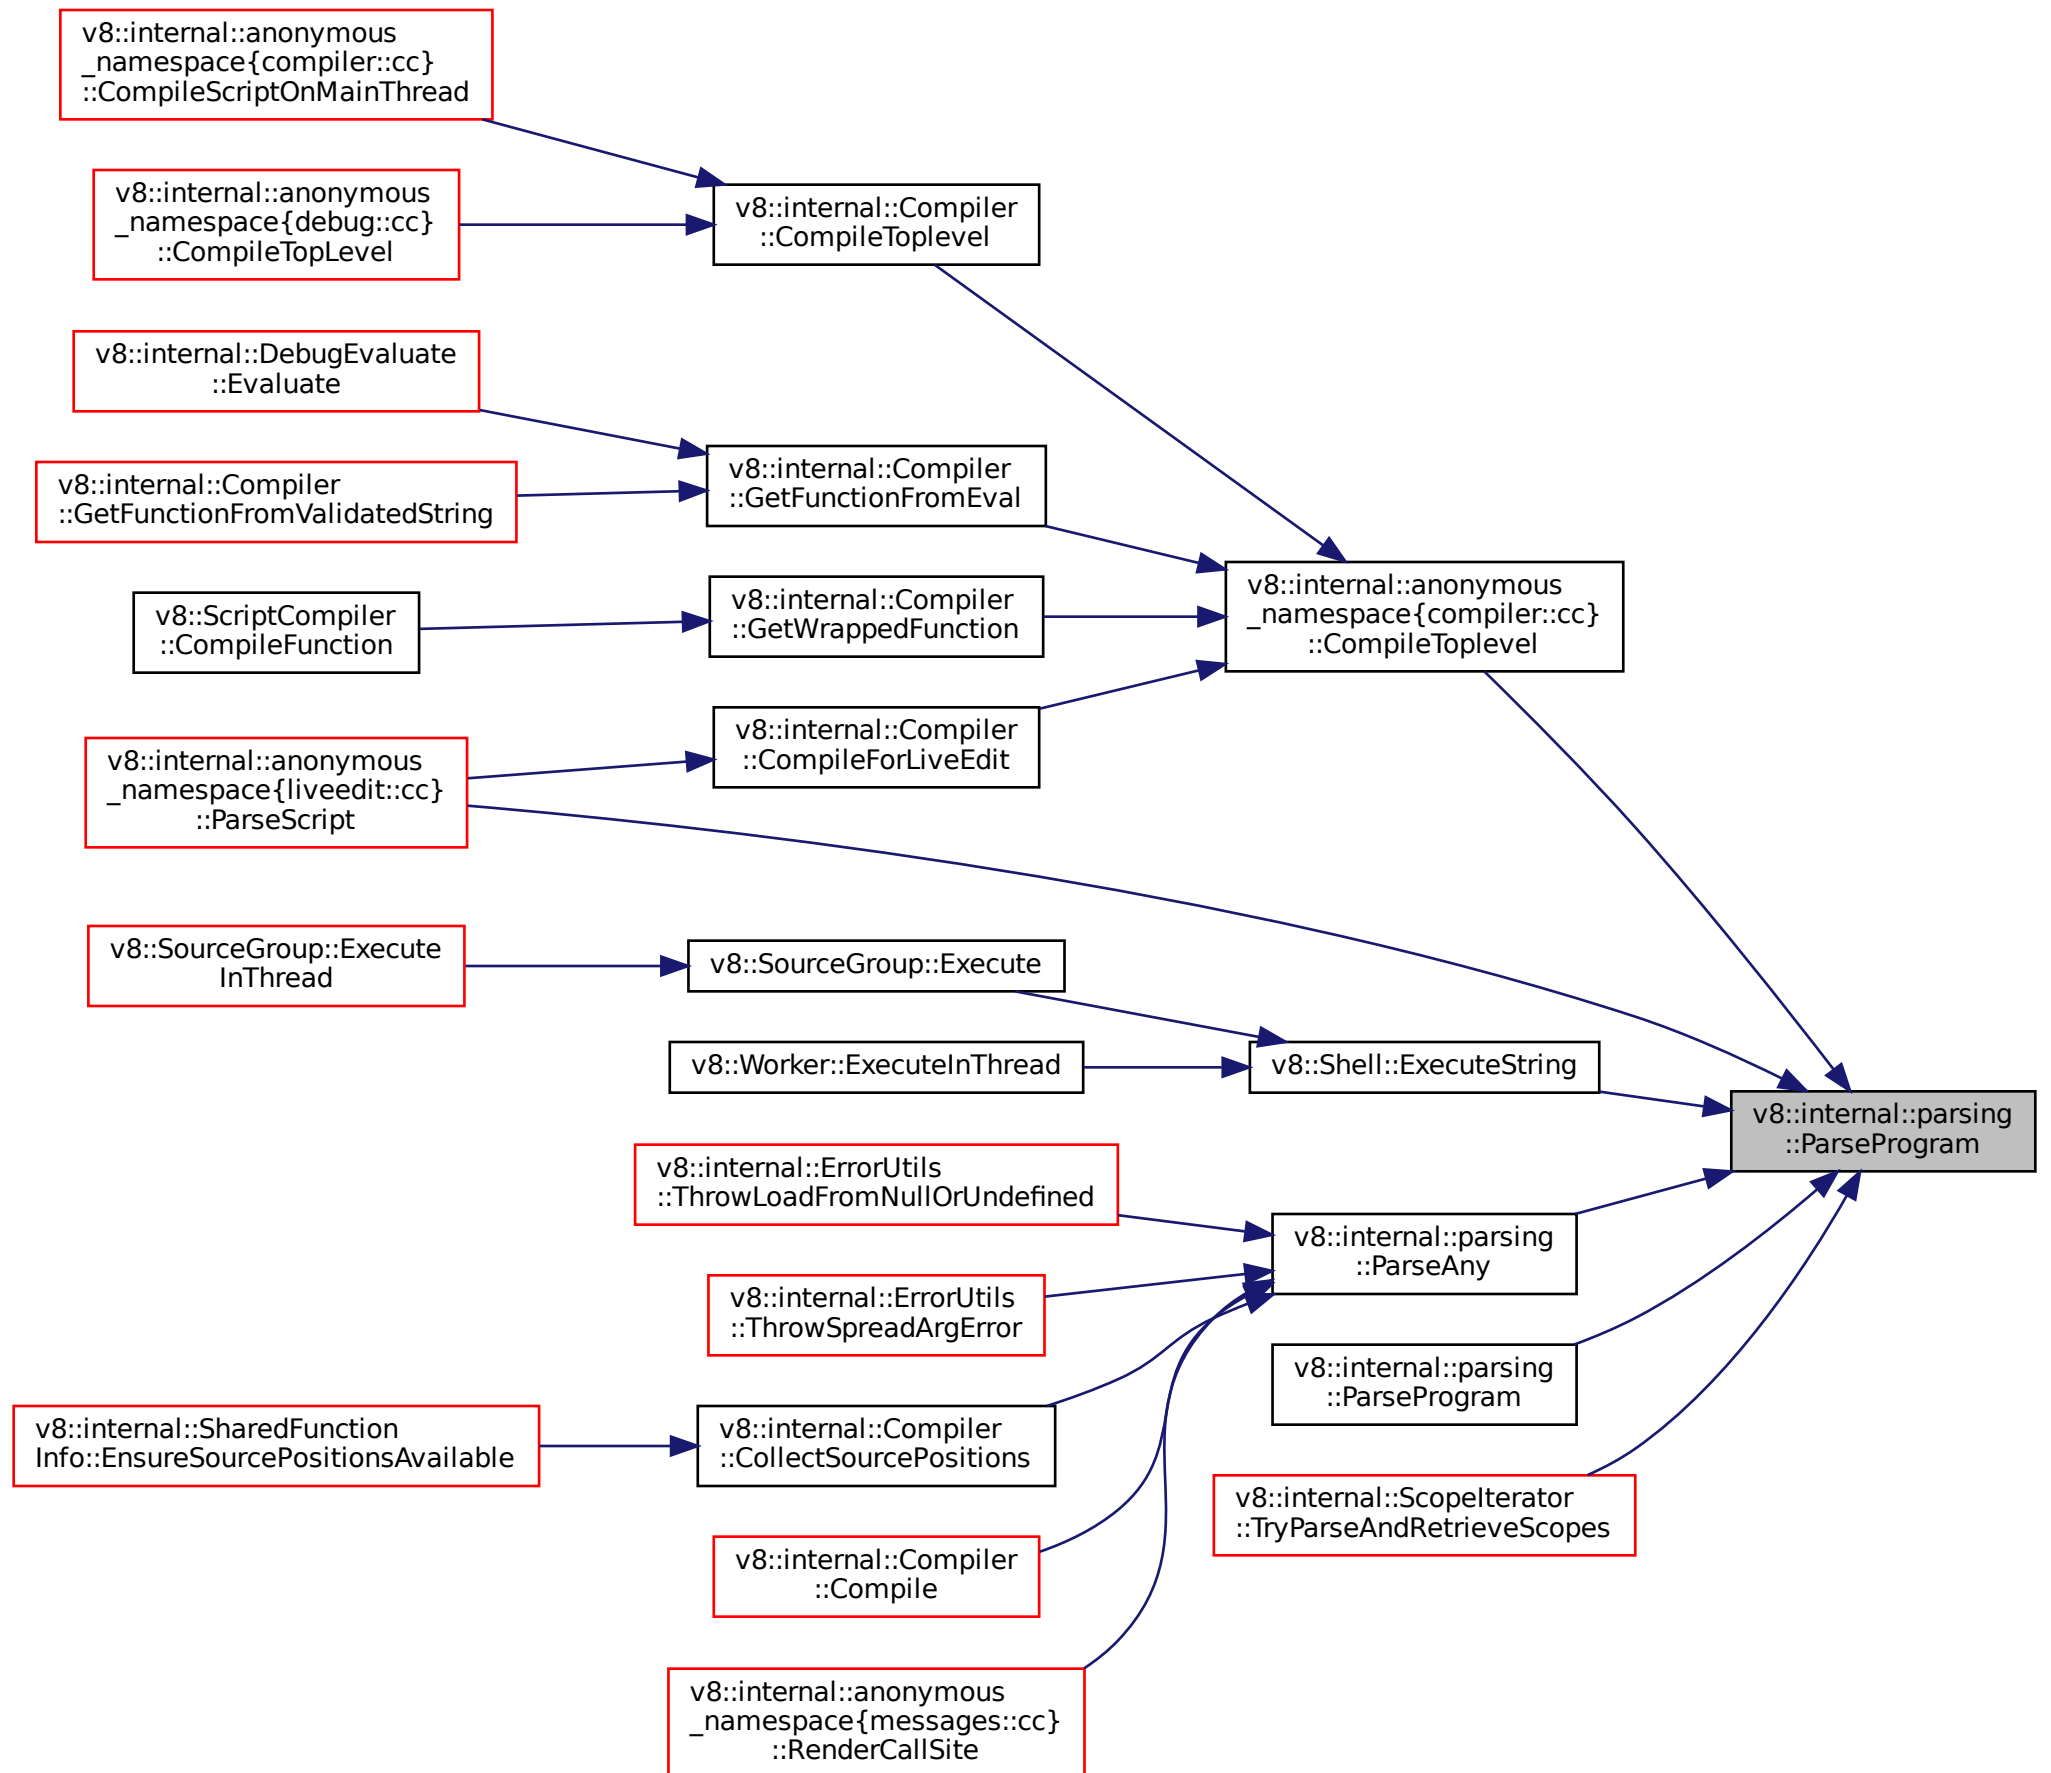 v8::internal::anonymous
_namespace{compiler::cc}
::CompileScriptOnMainThread
v8::internal::anonymous
_namespace{debug::cc}
::CompileTopLevel
v8::internal::Compiler
::CompileToplevel
v8::internal::DebugEvaluate
::Evaluate
v8::internal::Compiler
::GetFunctionFromValidatedString
v8::internal::Compiler
::GetFunctionFromEval
v8::ScriptCompiler
::CompileFunction
v8::internal::Compiler
::GetWrappedFunction
v8::internal::anonymous
_namespace{compiler::cc}
::CompileToplevel
v8::internal::anonymous
_namespace{liveedit::cc}
::ParseScript
v8::internal::Compiler
::CompileForLiveEdit
v8::SourceGroup::Execute
InThread
v8::SourceGroup::Execute
v8::Worker::ExecuteInThread
v8::Shell::ExecuteString
v8::internal::parsing
::ParseProgram
v8::internal::ErrorUtils
::ThrowLoadFromNullOrUndefined
v8::internal::parsing
::ParseAny
v8::internal::ErrorUtils
::ThrowSpreadArgError
v8::internal::parsing
::ParseProgram
v8::internal::SharedFunction
Info::EnsureSourcePositionsAvailable
v8::internal::Compiler
::CollectSourcePositions
v8::internal::ScopeIterator
::TryParseAndRetrieveScopes
v8::internal::Compiler
::Compile
v8::internal::anonymous
_namespace{messages::cc}
::RenderCallSite